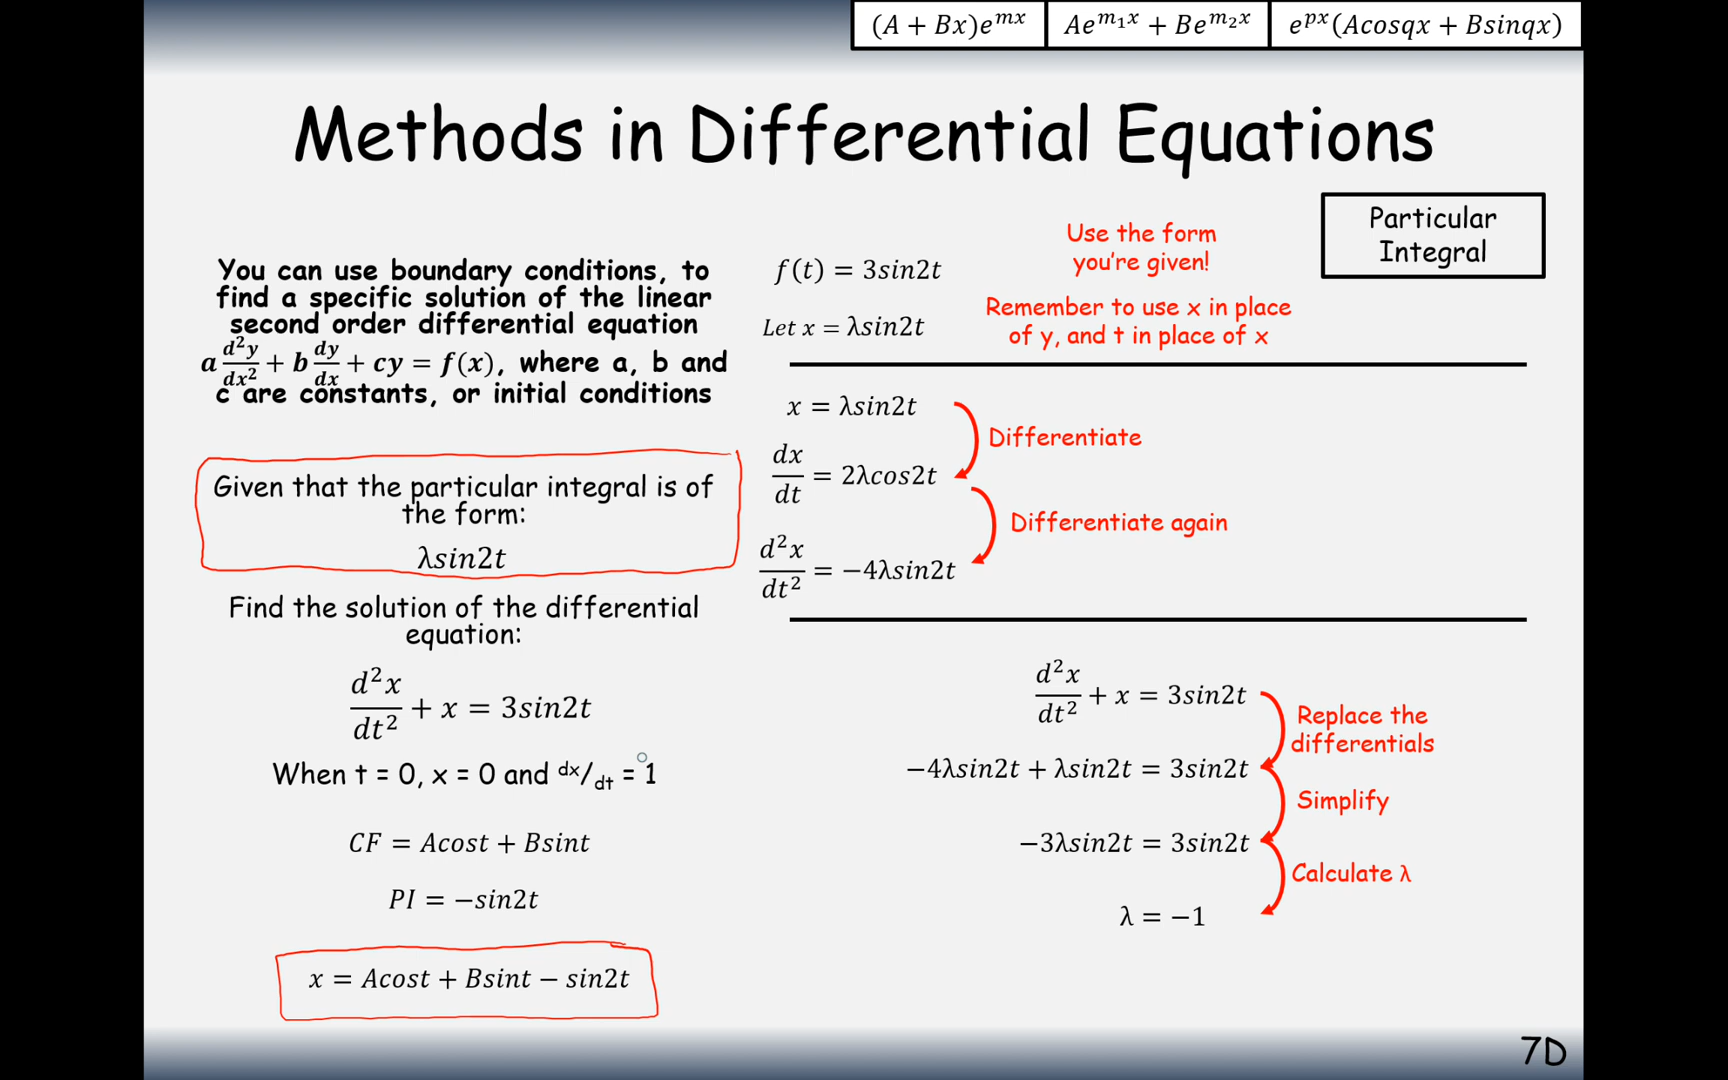 (A + Bx)e^{mx}
Ae^{m₁x} + Be^{m₂x}
e^{px}(Acosqx + Bsinqx)
Methods in Differential Equations
Particular
Integral
You can use boundary conditions, to
find a specific solution of the linear
second order differential equation
a d²y/dx² + b dy/dx + cy = f(x), where a, b and
c are constants, or initial conditions
Given that the particular integral is of
the form:
λsin2t
Find the solution of the differential
equation:
d²x/dt² + x = 3sin2t
When t = 0, x = 0 and dx/dt = 1
CF = Acost + Bsint
PI = −sin2t
x = Acost + Bsint − sin2t
f(t) = 3sin2t
Let x = λsin2t
Use the form
you're given!
Remember to use x in place
of y, and t in place of x
x = λsin2t
Differentiate
dx/dt = 2λcos2t
Differentiate again
d²x/dt² = −4λsin2t
d²x/dt² + x = 3sin2t
Replace the
differentials
−4λsin2t + λsin2t = 3sin2t
Simplify
−3λsin2t = 3sin2t
Calculate λ
λ = −1
7D